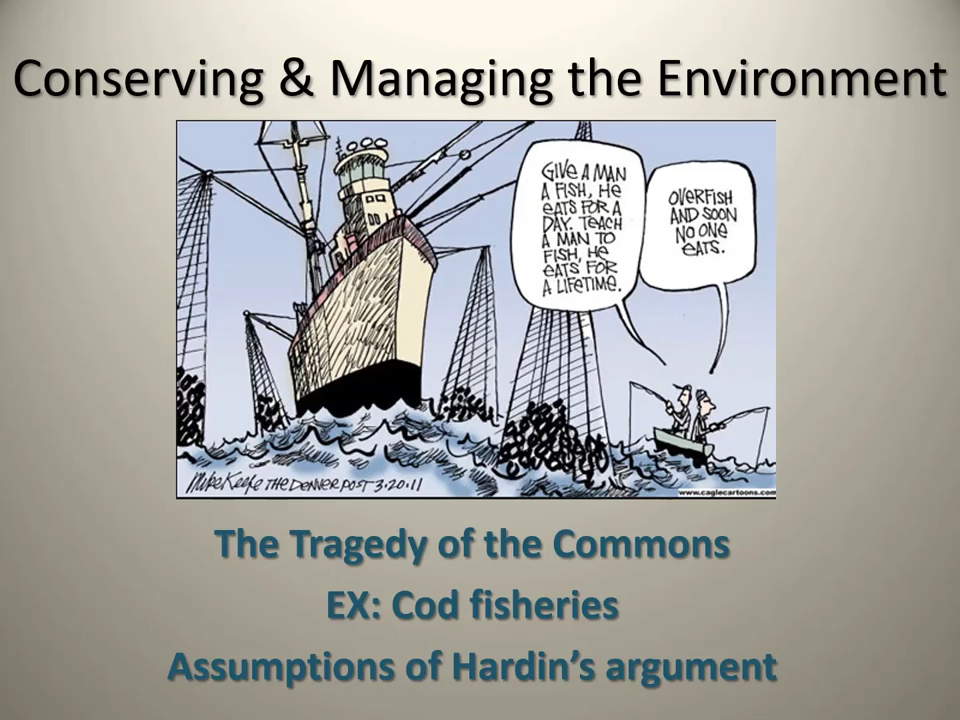 Conserving & Managing the Environment
GIVE A MAN
A FISH, HE
EATS FOR A
DAY. TEACH
A MAN TO
FISH, HE
EATS FOR
A LIFETIME.
OVERFISH
AND SOON
NO ONE
EATS.
MIKE KEEFE THE DENVER POST 3·20·11
www.caglecartoons.com
The Tragedy of the Commons
EX: Cod fisheries
Assumptions of Hardin’s argument